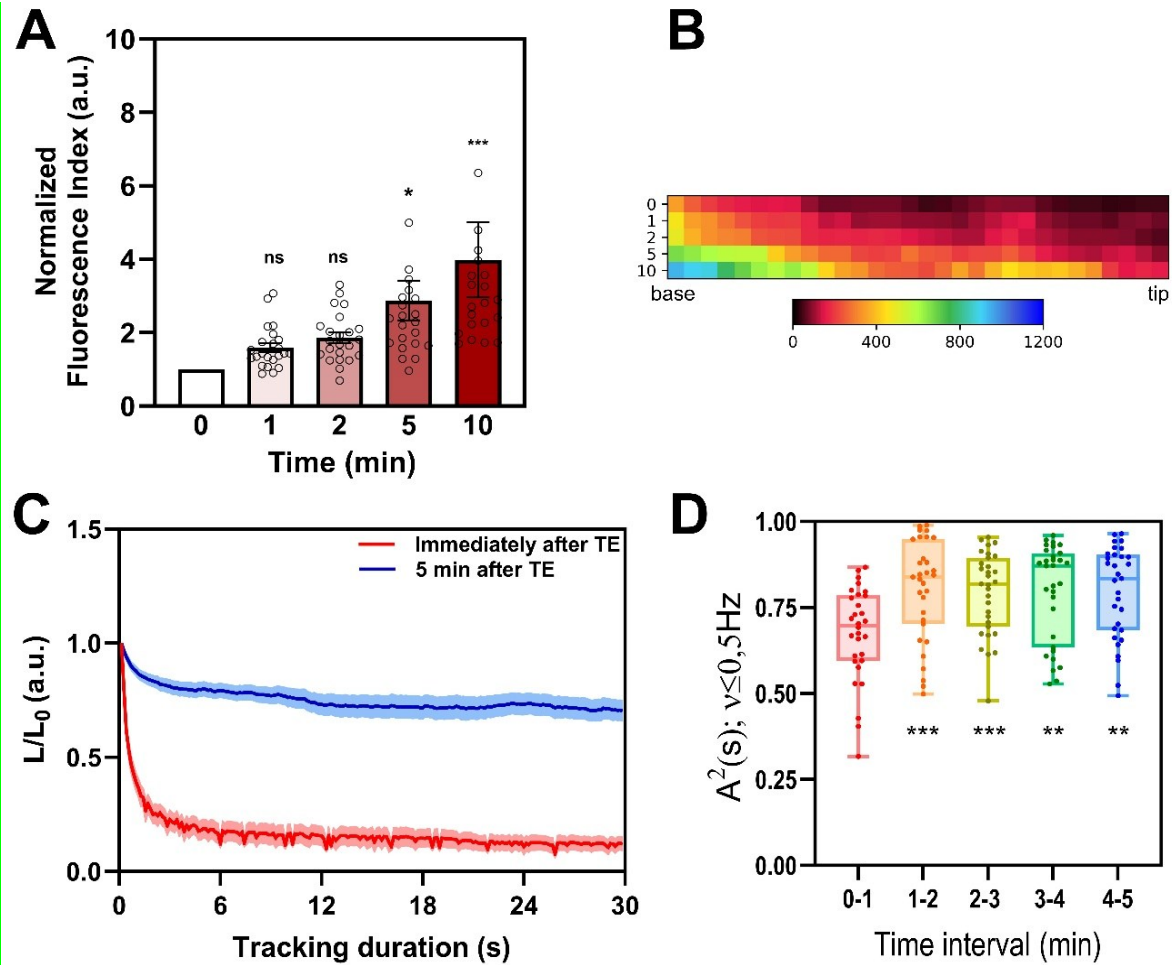 A
Normalized
Fluorescence Index (a.u.)
10
8
6
4
2
0
ns
ns
*
***
0 1 2 5 10
Time (min)
B
0
1
2
5
10
base tip
0 400 800 1200
C
L/L0 (a.u.)
1.5
1.0
0.5
0.0
Immediately after TE
5 min after TE
0 6 12 18 24 30
Tracking duration (s)
D
A2(s); ν≤0,5Hz
1.00
0.75
0.50
0.25
0.00
*** *** ** **
0-1 1-2 2-3 3-4 4-5
Time interval (min)